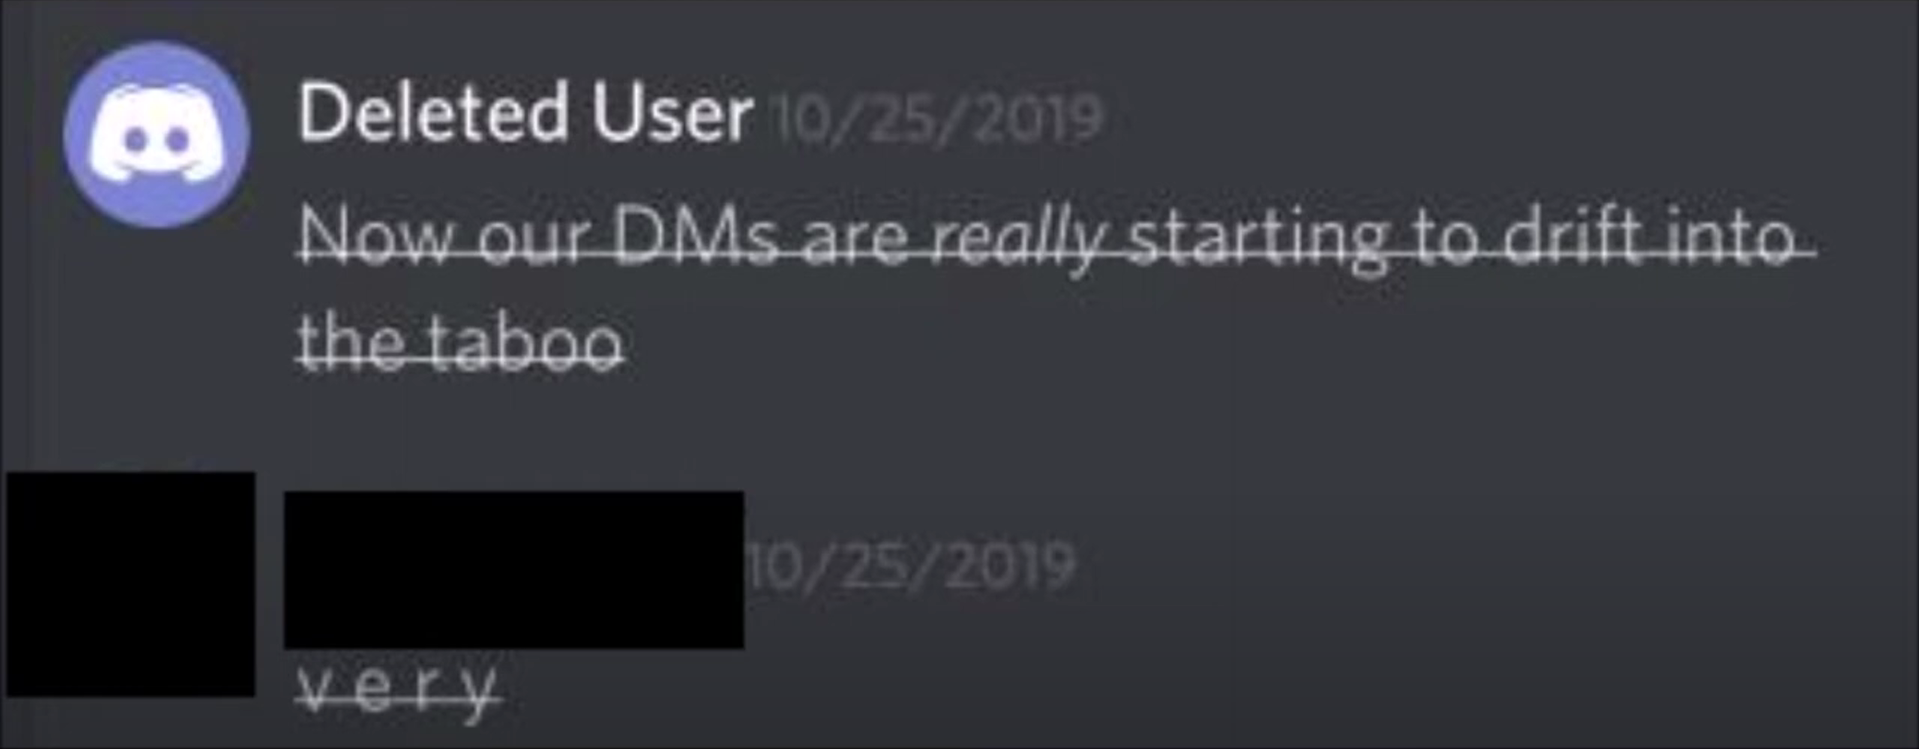 Deleted User 10/25/2019
Now our DMs are really starting to drift into
the taboo
10/25/2019
v e r y